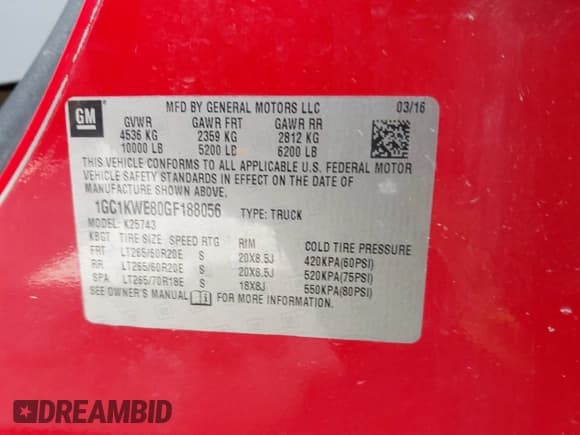 GM
MFD BY GENERAL MOTORS LLC 03/16
GVWR GAWR FRT GAWR RR
4536 KG 2359 KG 2812 KG
10000 LB 5200 LB 6200 LB
THIS VEHICLE CONFORMS TO ALL APPLICABLE U.S. FEDERAL MOTOR
VEHICLE SAFETY STANDARDS IN EFFECT ON THE DATE OF
MANUFACTURE SHOWN ABOVE.
1GC1KWE80GF188056 TYPE: TRUCK
MODEL: K25743
KBGT TIRE SIZE SPEED RTG RIM COLD TIRE PRESSURE
FRT LT265/60R20E S 20X8.5J 420KPA(60PSI)
RR LT265/60R20E S 20X8.5J 520KPA(75PSI)
SPA LT265/70R18E S 18X8J 550KPA(80PSI)
SEE OWNER'S MANUAL FOR MORE INFORMATION.
DREAMBID